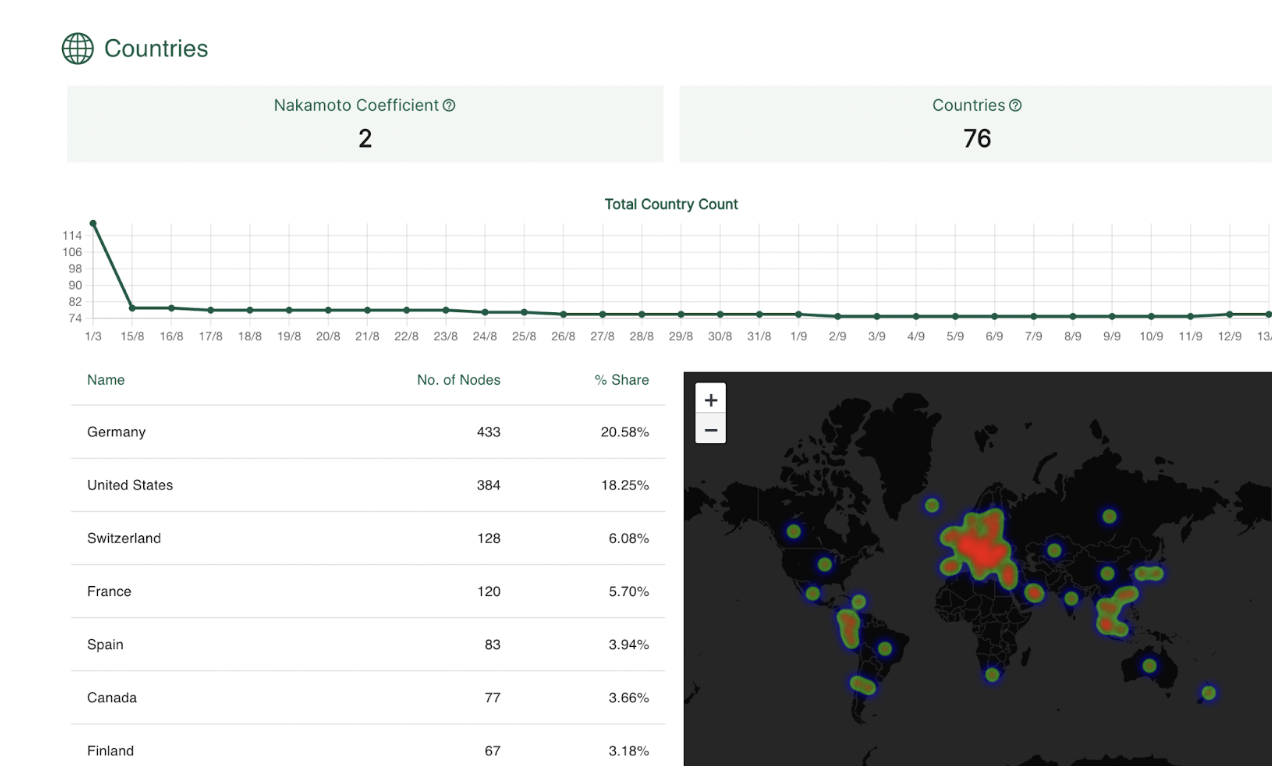 Countries
Nakamoto Coefficient
2
Countries
76
Total Country Count
114
106
98
90
82
74
1/3 15/8 16/8 17/8 18/8 19/8 20/8 21/8 22/8 23/8 24/8 25/8 26/8 27/8 28/8 29/8 30/8 31/8 1/9 2/9 3/9 4/9 5/9 6/9 7/9 8/9 9/9 10/9 11/9 12/9
Name No. of Nodes % Share
Germany 433 20.58%
United States 384 18.25%
Switzerland 128 6.08%
France 120 5.70%
Spain 83 3.94%
Canada 77 3.66%
Finland 67 3.18%
+
−